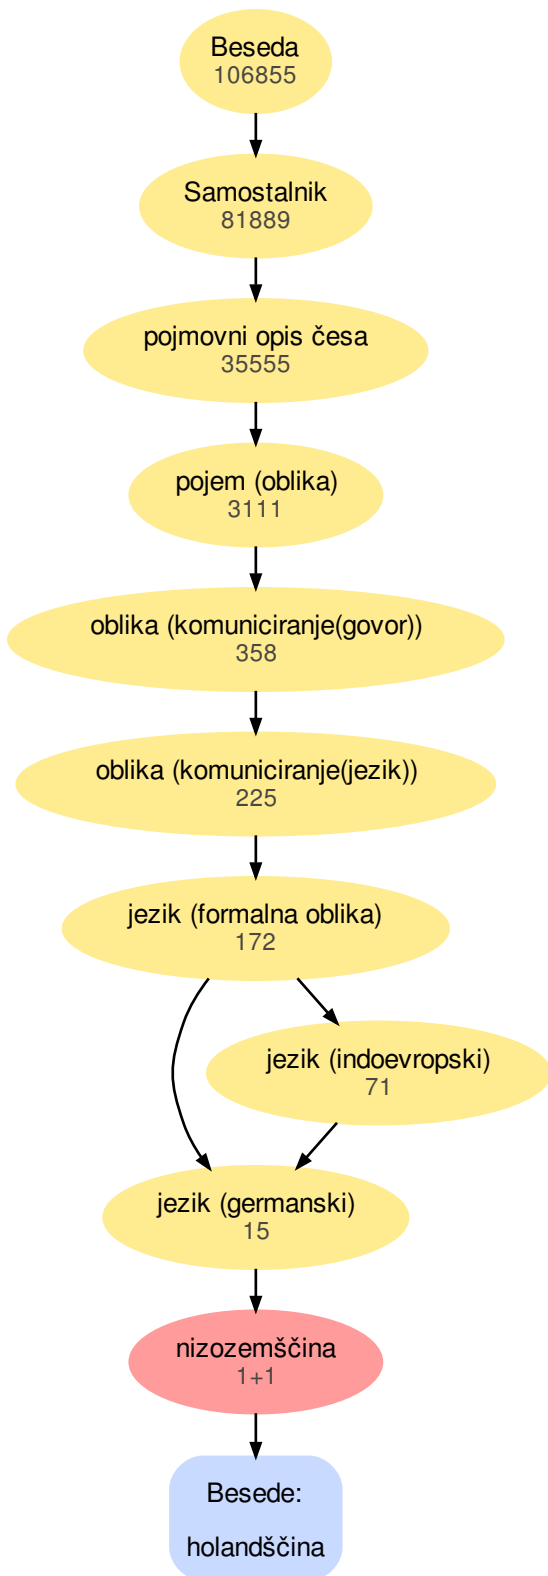 Beseda
106855
Samostalnik
81889
pojmovni opis česa
35555
pojem (oblika)
3111
oblika (komuniciranje(govor))
358
oblika (komuniciranje(jezik))
225
jezik (formalna oblika)
172
jezik (indoevropski)
71
jezik (germanski)
15
nizozemščina
1+1
Besede:
holandščina